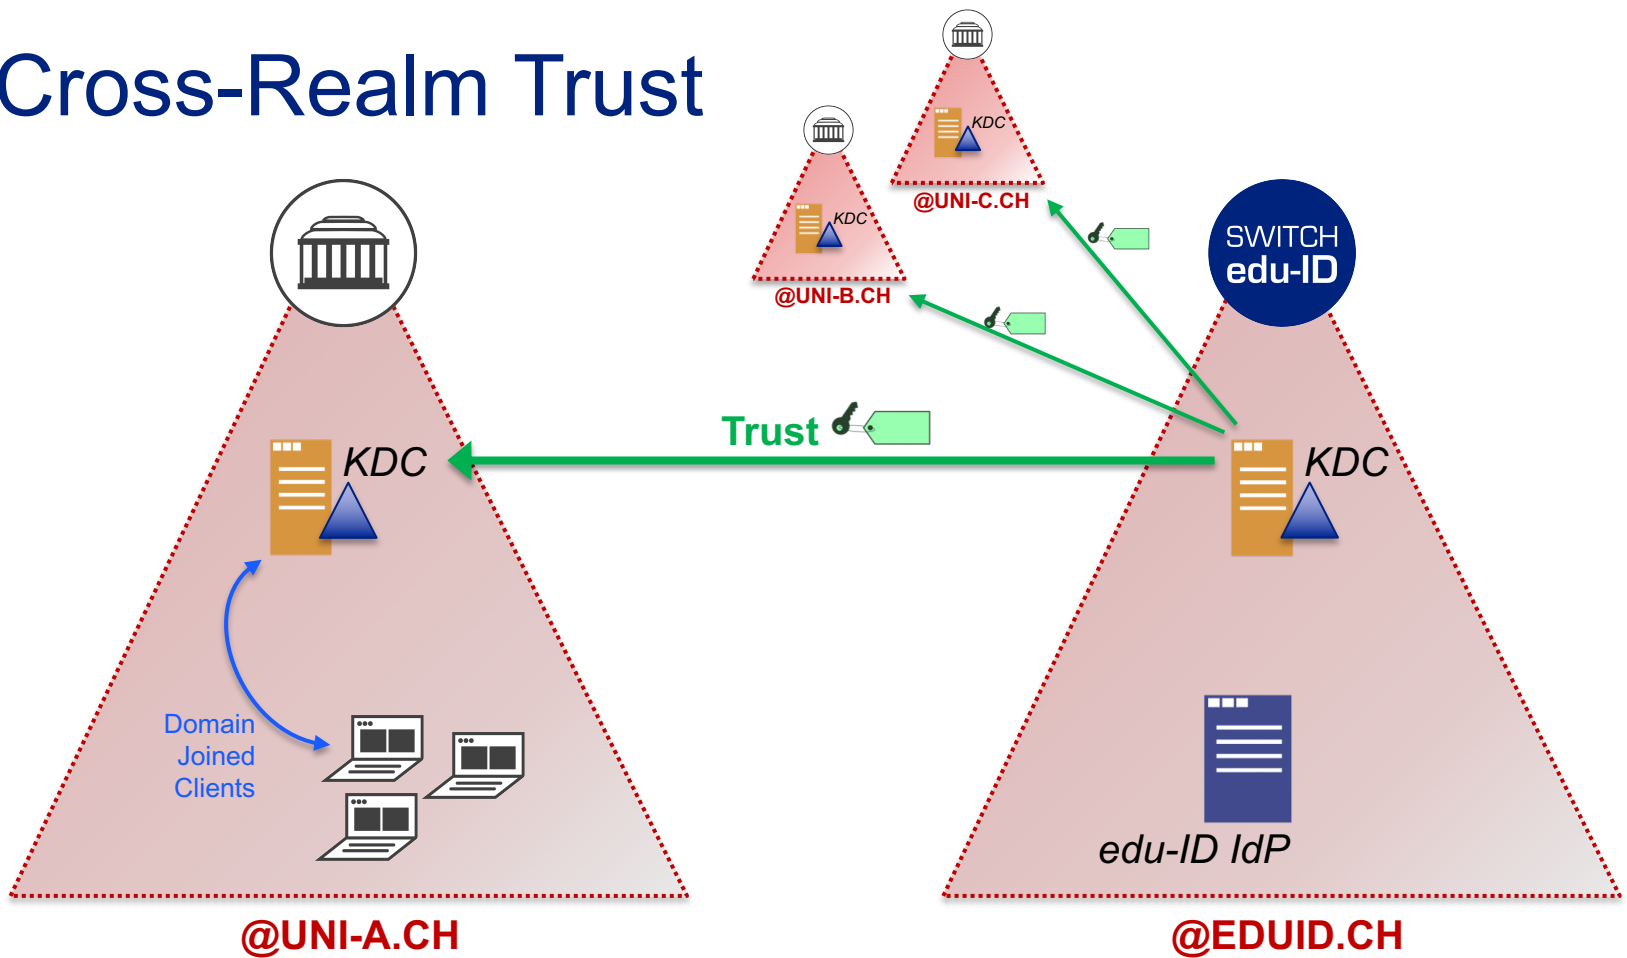 Cross-Realm Trust
KDC
@UNI-C.CH
KDC
@UNI-B.CH
SWITCH
edu-ID
Trust
KDC
KDC
Domain
Joined
Clients
edu-ID IdP
@UNI-A.CH
@EDUID.CH